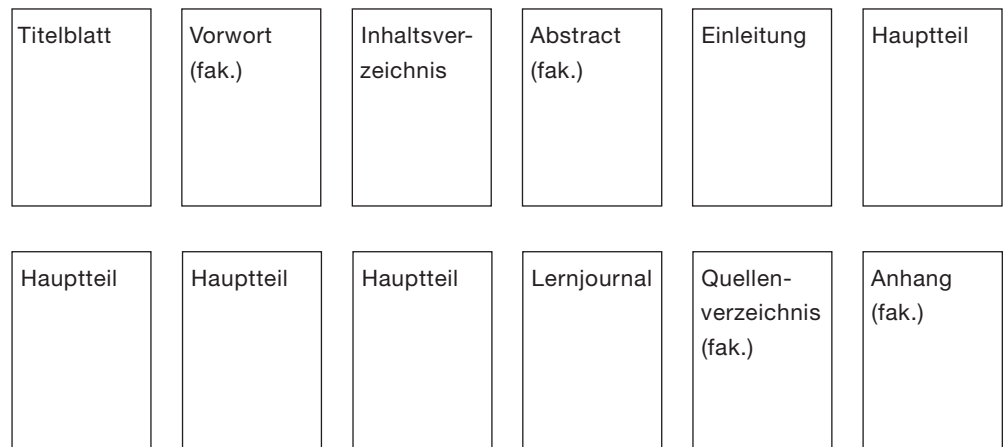 Titelblatt
Vorwort
(fak.)
Inhaltsver-
zeichnis
Abstract
(fak.)
Einleitung
Hauptteil
Hauptteil
Hauptteil
Hauptteil
Lernjournal
Quellen-
verzeichnis
(fak.)
Anhang
(fak.)